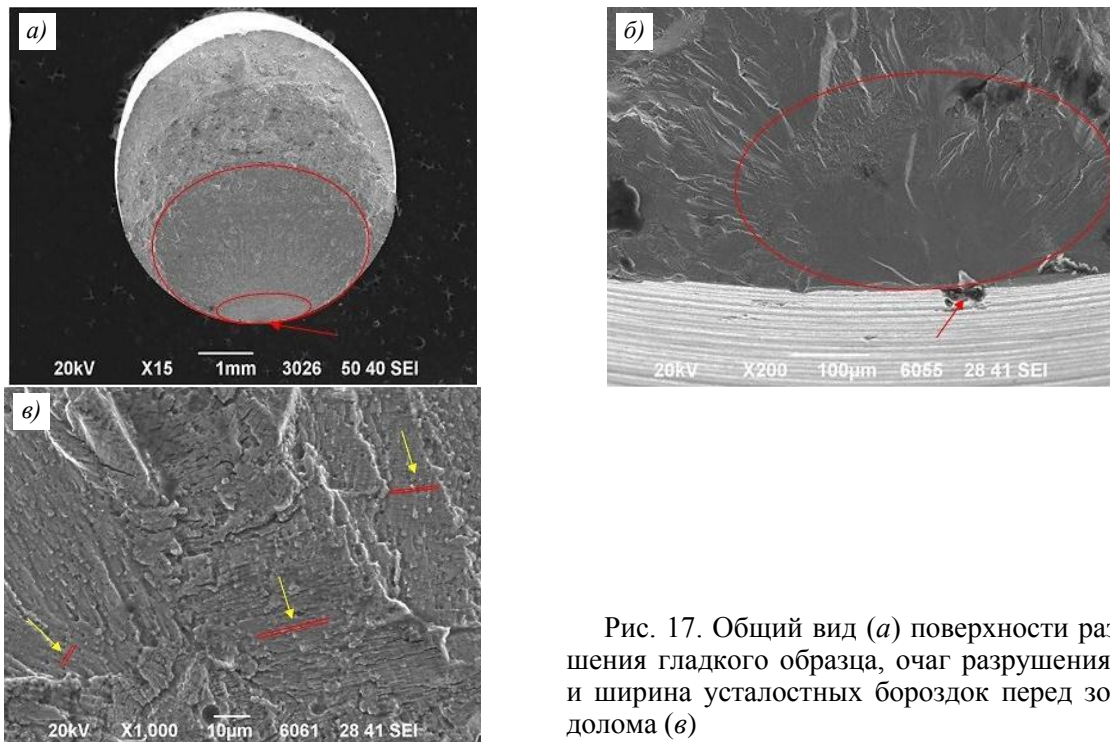 а)
20kV X15 1mm 3026 50 40 SEI
б)
20kV X200 100µm 6055 28 41 SEI
в)
20kV X1,000 10µm 6061 28 41 SEI
Рис. 17. Общий вид (а) поверхности раз
шения гладкого образца, очаг разрушения
и ширина усталостных бороздок перед зо
долома (в)